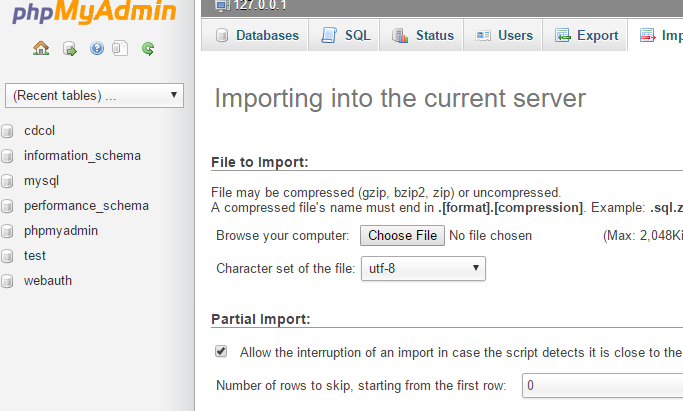 phpMyAdmin
127.0.0.1
Databases
SQL
Status
Users
Export
(Recent tables) ...
cdcol
information_schema
mysql
performance_schema
phpmyadmin
test
webauth
Importing into the current server
File to Import:
File may be compressed (gzip, bzip2, zip) or uncompressed.
A compressed file's name must end in .[format].[compression]. Example: .sql.z
Browse your computer: Choose File No file chosen (Max: 2,048Ki
Character set of the file: utf-8
Partial Import:
Allow the interruption of an import in case the script detects it is close to the
Number of rows to skip, starting from the first row: 0